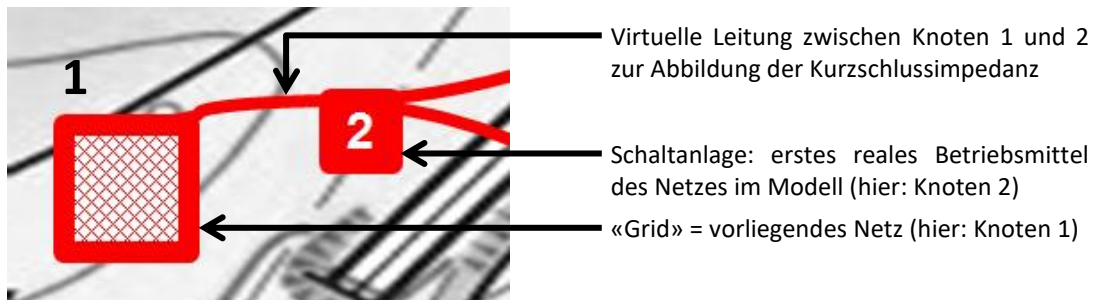 1
2
Virtuelle Leitung zwischen Knoten 1 und 2
zur Abbildung der Kurzschlussimpedanz
Schaltanlage: erstes reales Betriebsmittel
des Netzes im Modell (hier: Knoten 2)
«Grid» = vorliegendes Netz (hier: Knoten 1)